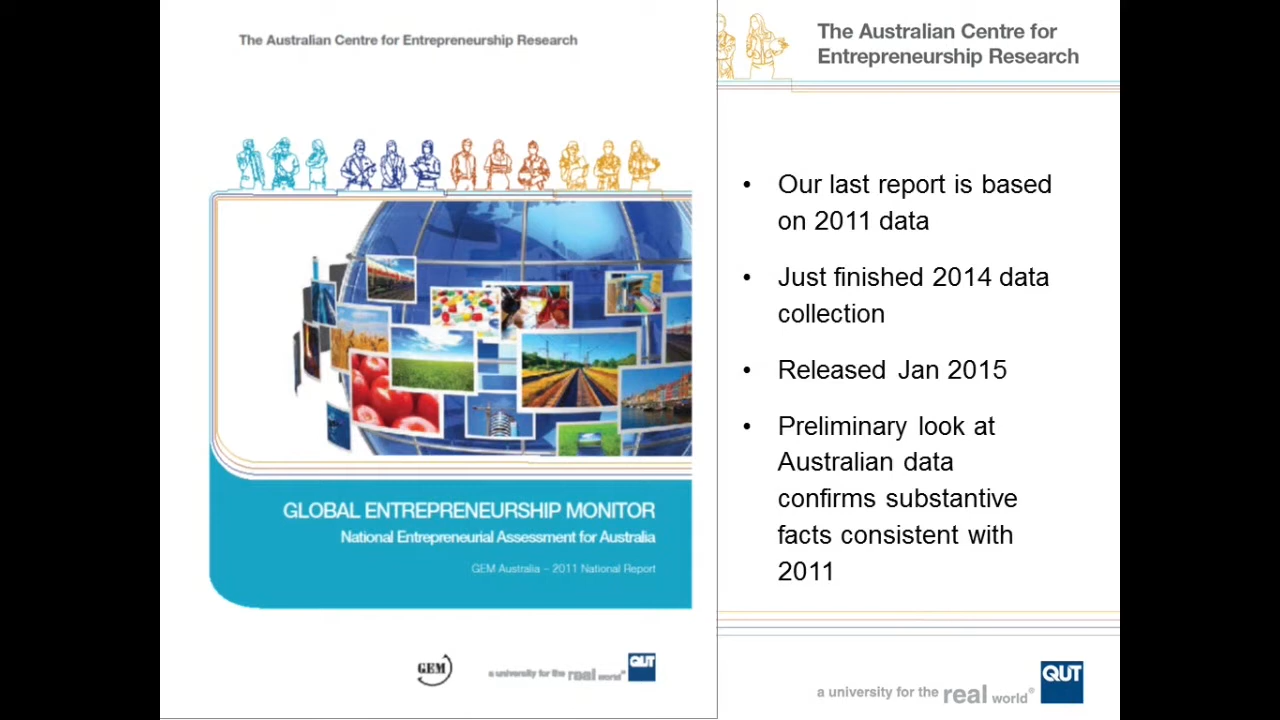 The Australian Centre for Entrepreneurship Research
GLOBAL ENTREPRENEURSHIP MONITOR
National Entrepreneurial Assessment for Australia
GEM Australia – 2011 National Report
GEM
a university for the real world®
QUT
The Australian Centre for
Entrepreneurship Research
• Our last report is based
on 2011 data
• Just finished 2014 data
collection
• Released Jan 2015
• Preliminary look at
Australian data
confirms substantive
facts consistent with
2011
a university for the real world®
QUT